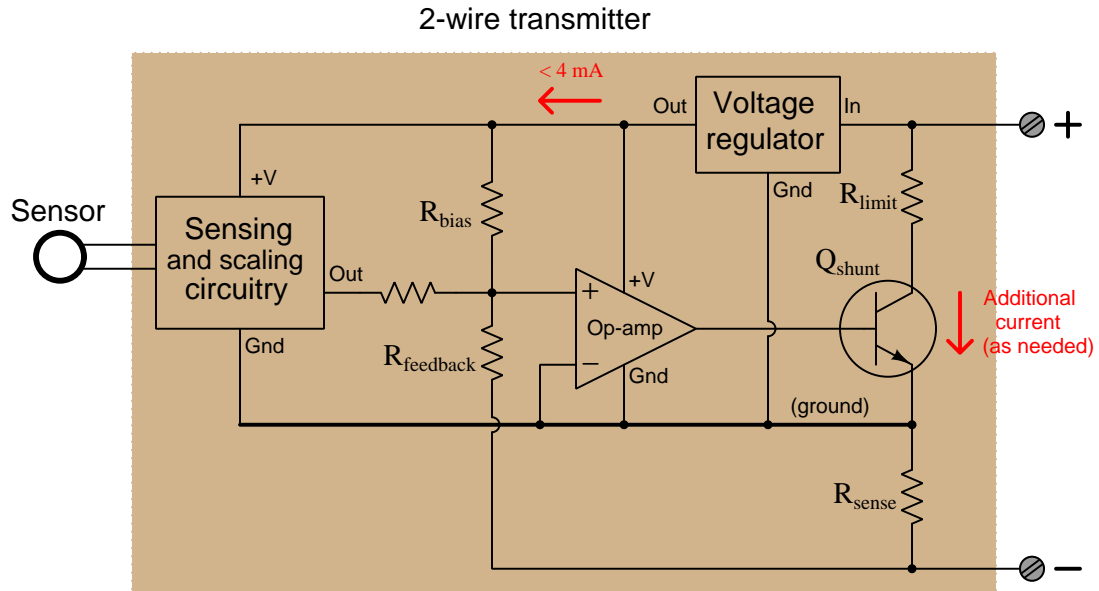 2-wire transmitter
< 4 mA
Out
Voltage
regulator
In
+
Gnd
+V
Sensor
Sensing
and scaling
circuitry
Out
Gnd
Rbias
Rfeedback
+
+V
Op-amp
−
Gnd
Rlimit
Qshunt
Additional
current
(as needed)
(ground)
Rsense
−